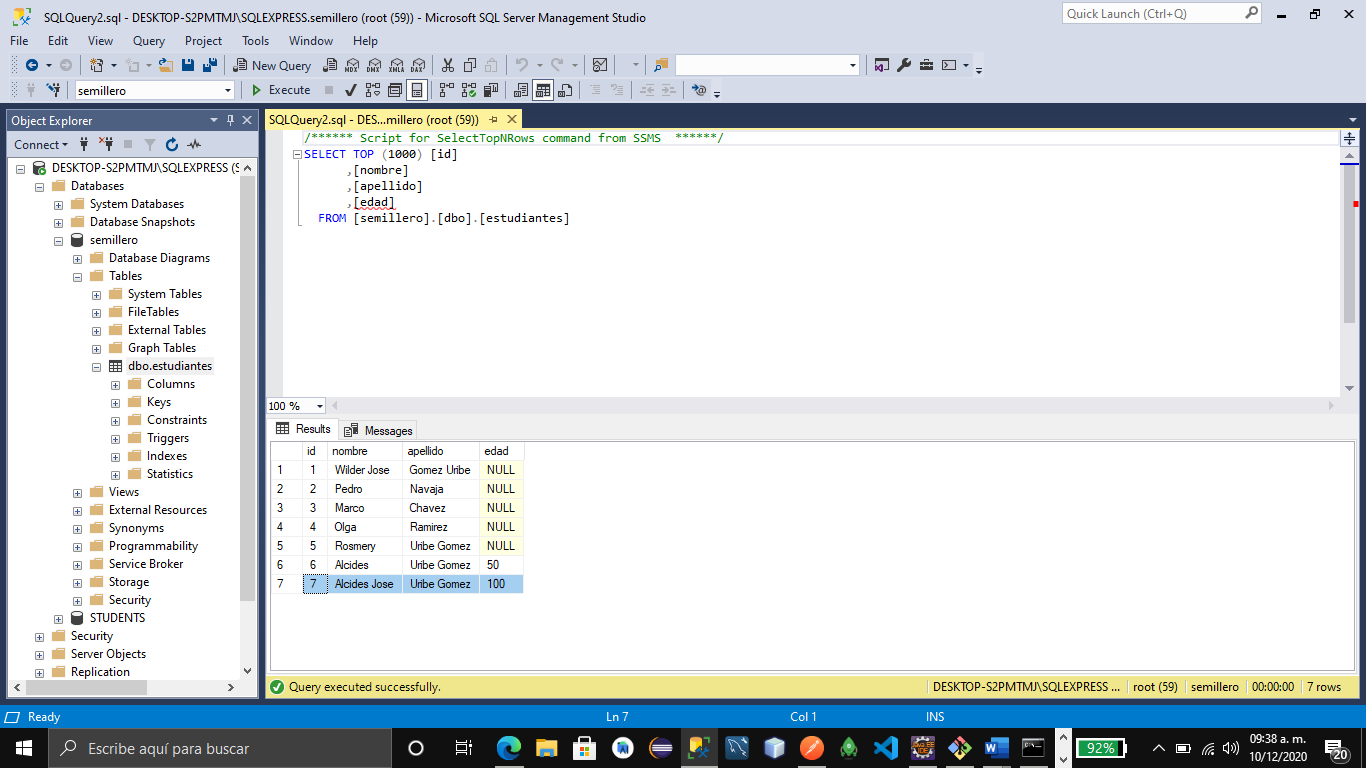 SQLQuery2.sql - DESKTOP-S2PMTMJ\SQLEXPRESS.semillero (root (59)) - Microsoft SQL Server Management Studio
Quick Launch (Ctrl+Q)
File Edit View Query Project Tools Window Help
New Query
MDX DMX XMLA DAX
semillero
Execute
Object Explorer
Connect
DESKTOP-S2PMTMJ\SQLEXPRESS (S
Databases
System Databases
Database Snapshots
semillero
Database Diagrams
Tables
System Tables
FileTables
External Tables
Graph Tables
dbo.estudiantes
Columns
Keys
Constraints
Triggers
Indexes
Statistics
Views
External Resources
Synonyms
Programmability
Service Broker
Storage
Security
STUDENTS
Security
Server Objects
Replication
SQLQuery2.sql - DES...millero (root (59))
/****** Script for SelectTopNRows command from SSMS ******/
SELECT TOP (1000) [id]
,[nombre]
,[apellido]
,[edad]
FROM [semillero].[dbo].[estudiantes]
100 %
Results Messages
id nombre apellido edad
1 1 Wilder Jose Gomez Uribe NULL
2 2 Pedro Navaja NULL
3 3 Marco Chavez NULL
4 4 Olga Ramirez NULL
5 5 Rosmery Uribe Gomez NULL
6 6 Alcides Uribe Gomez 50
7 7 Alcides Jose Uribe Gomez 100
Query executed successfully. DESKTOP-S2PMTMJ\SQLEXPRESS ... root (59) semillero 00:00:00 7 rows
Ready Ln 7 Col 1 INS
Escribe aquí para buscar
92%
09:38 a. m.
10/12/2020
20